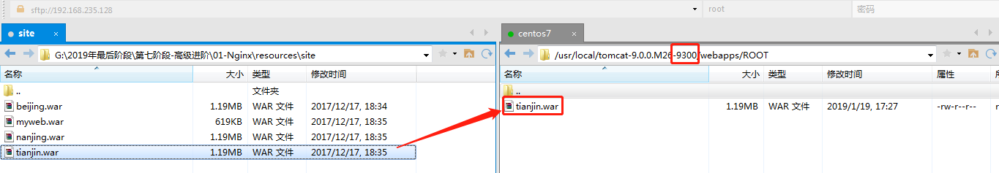 sftp://192.168.235.128 root 密码
site × centos7 ×
G:\2019年最后阶段\第七阶段-高级进阶\01-Nginx\resources\site /usr/local/tomcat-9.0.0.M26-9300/webapps/ROOT
名称 大小 类型 修改时间 名称 大小 类型 修改时间 属性
.. 文件夹 ..
beijing.war 1.19MB WAR 文件 2017/12/17, 18:34 tianjin.war 1.19MB WAR 文件 2019/1/19, 17:27 -rw-r--r-- r
myweb.war 619KB WAR 文件 2017/12/17, 18:35
nanjing.war 1.19MB WAR 文件 2017/12/17, 18:35
tianjin.war 1.19MB WAR 文件 2017/12/17, 18:35